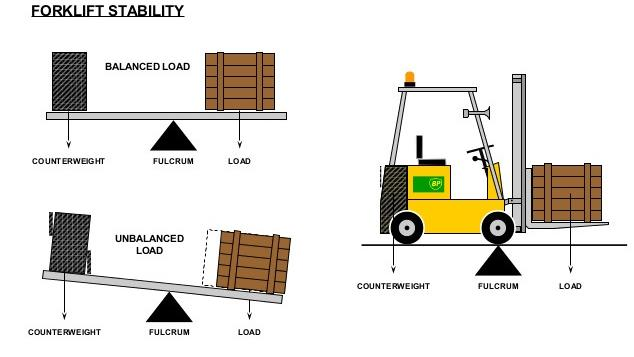 FORKLIFT STABILITY
BALANCED LOAD
COUNTERWEIGHT FULCRUM LOAD
UNBALANCED
LOAD
COUNTERWEIGHT FULCRUM LOAD
BP
COUNTERWEIGHT FULCRUM LOAD